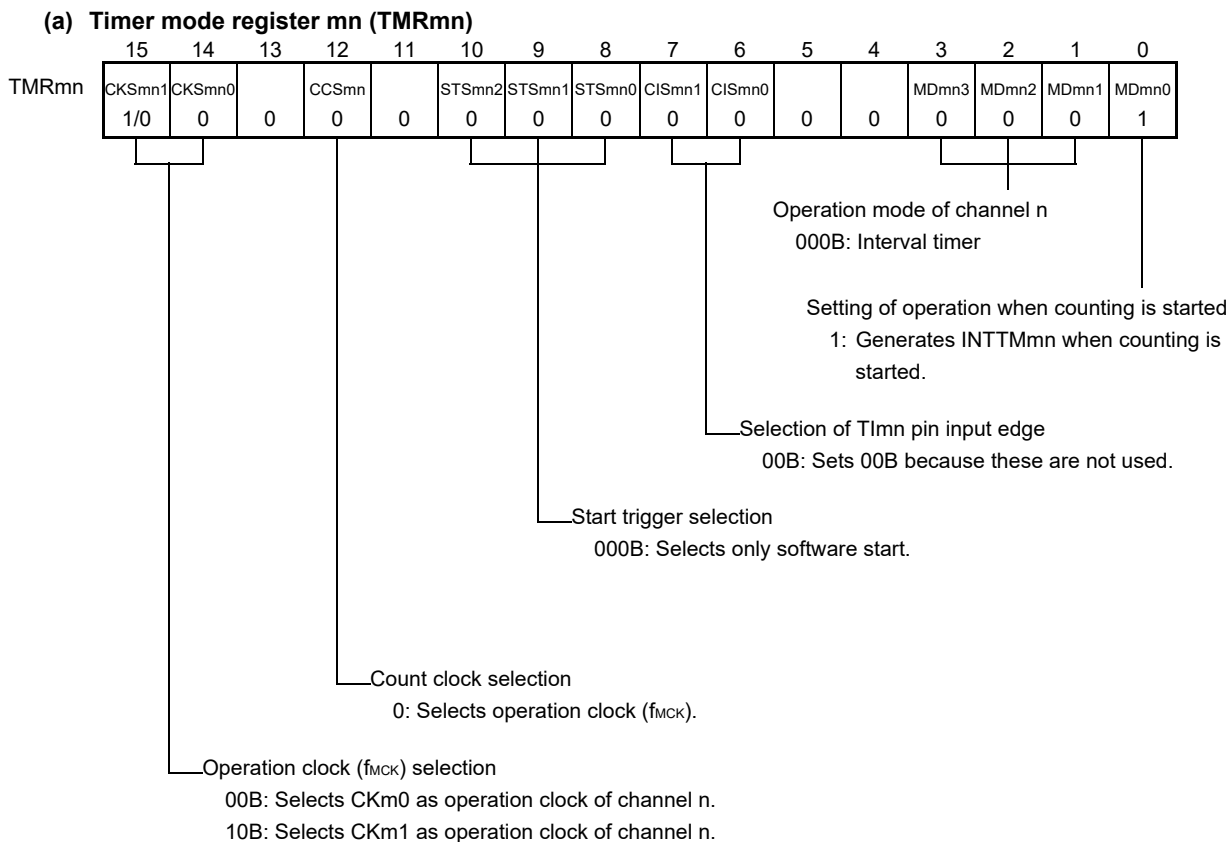 (a) Timer mode register mn (TMRmn)
15 14 13 12 11 10 9 8 7 6 5 4 3 2 1 0
TMRmn CKSmn1 CKSmn0 CCSmn STSmn2 STSmn1 STSmn0 CISmn1 CISmn0 MDmn3 MDmn2 MDmn1 MDmn0
1/0 0 0 0 0 0 0 0 0 0 0 0 0 0 0 1
Operation mode of channel n
000B: Interval timer
Setting of operation when counting is started
1: Generates INTTMmn when counting is
started.
Selection of TImn pin input edge
00B: Sets 00B because these are not used.
Start trigger selection
000B: Selects only software start.
Count clock selection
0: Selects operation clock (fMCK).
Operation clock (fMCK) selection
00B: Selects CKm0 as operation clock of channel n.
10B: Selects CKm1 as operation clock of channel n.